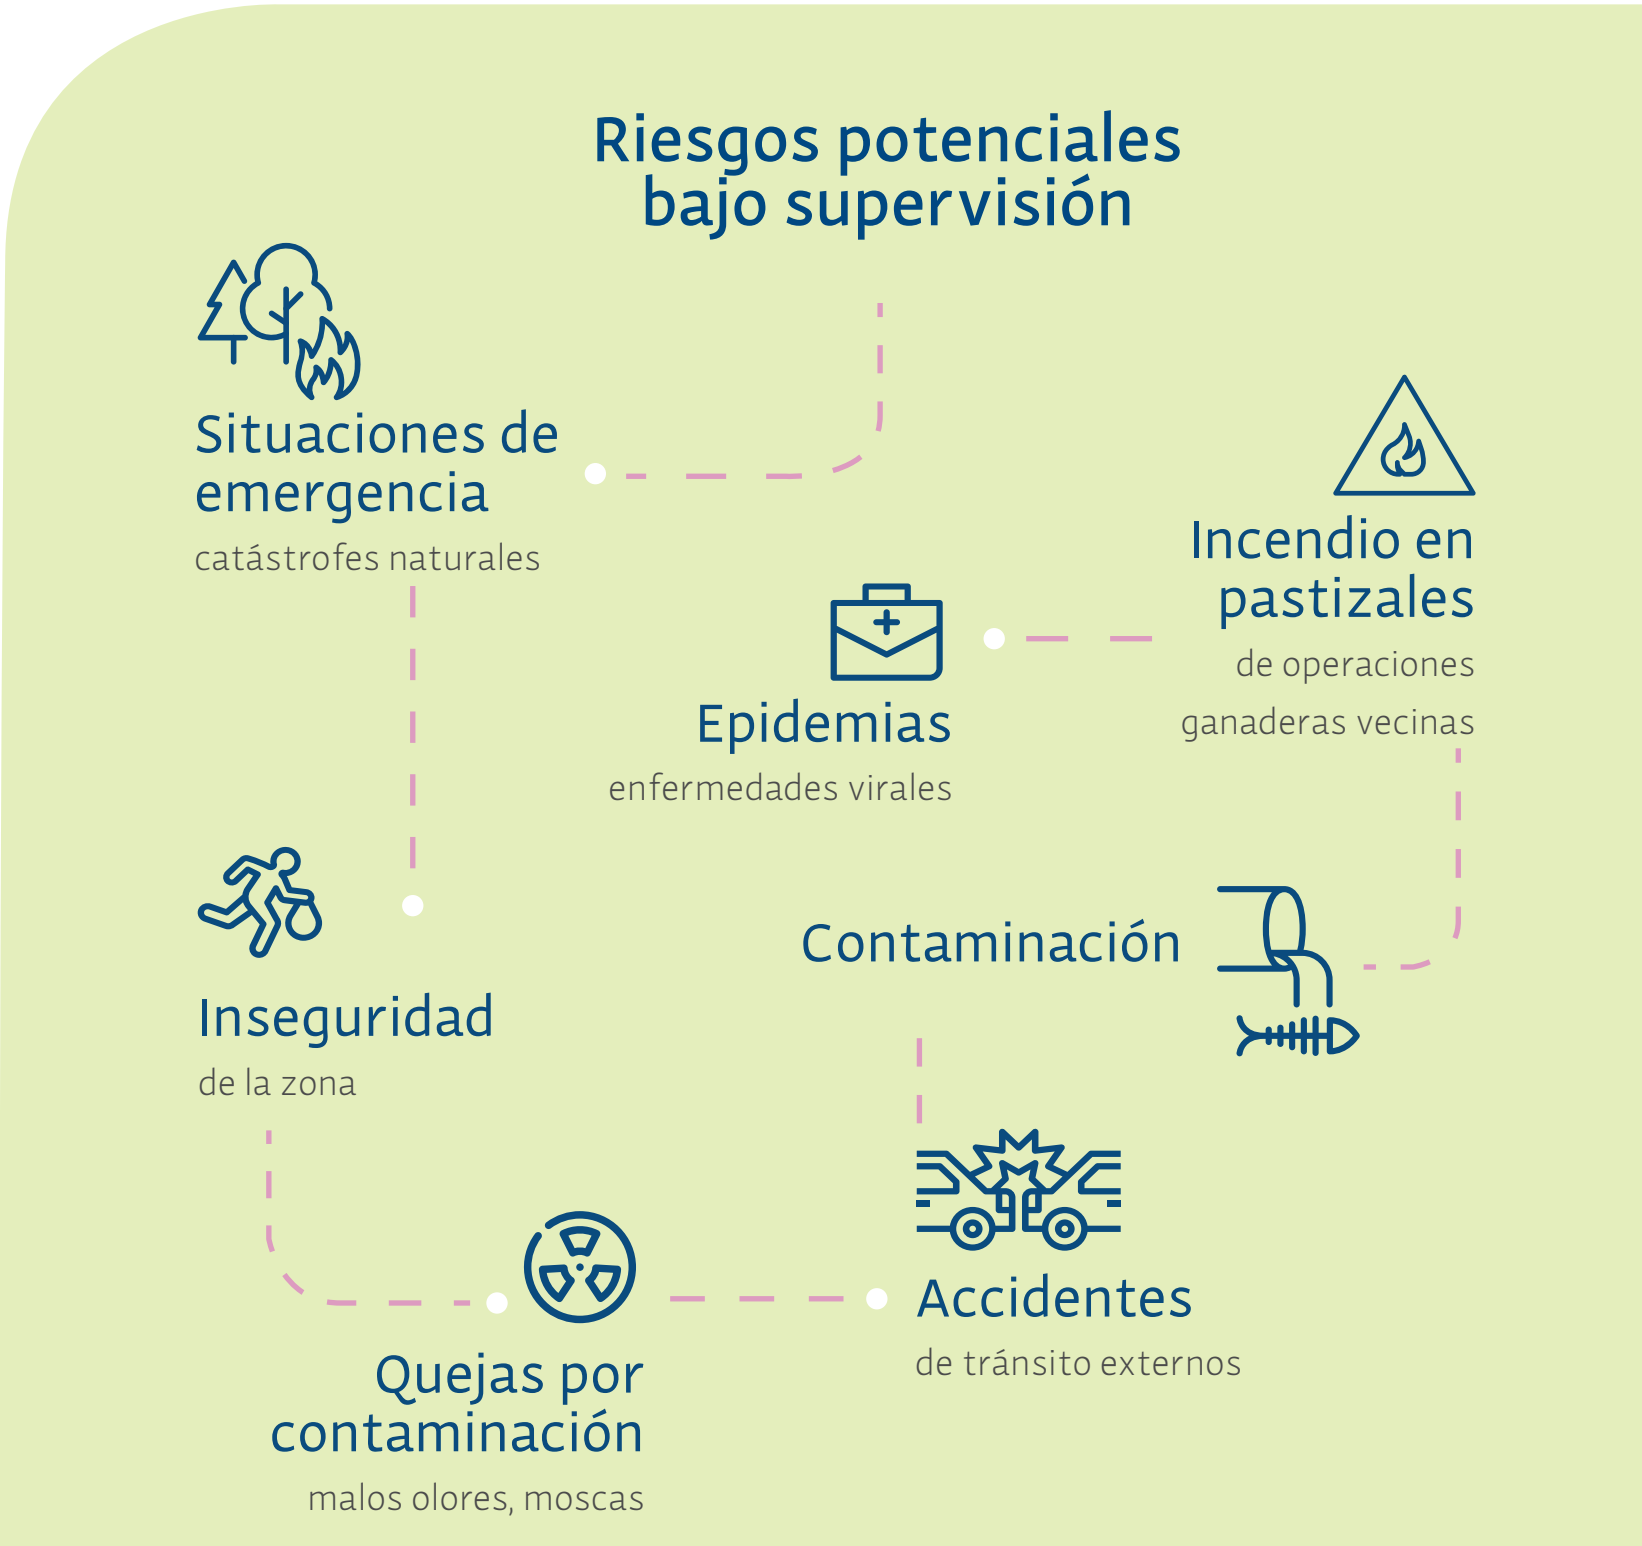 Riesgos potenciales
bajo supervisión
Situaciones de
emergencia
catástrofes naturales
Inseguridad
de la zona
Quejas por
contaminación
malos olores, moscas
Accidentes
de tránsito externos
Contaminación
Incendio en
pastizales
de operaciones
ganaderas vecinas
Epidemias
enfermedades virales